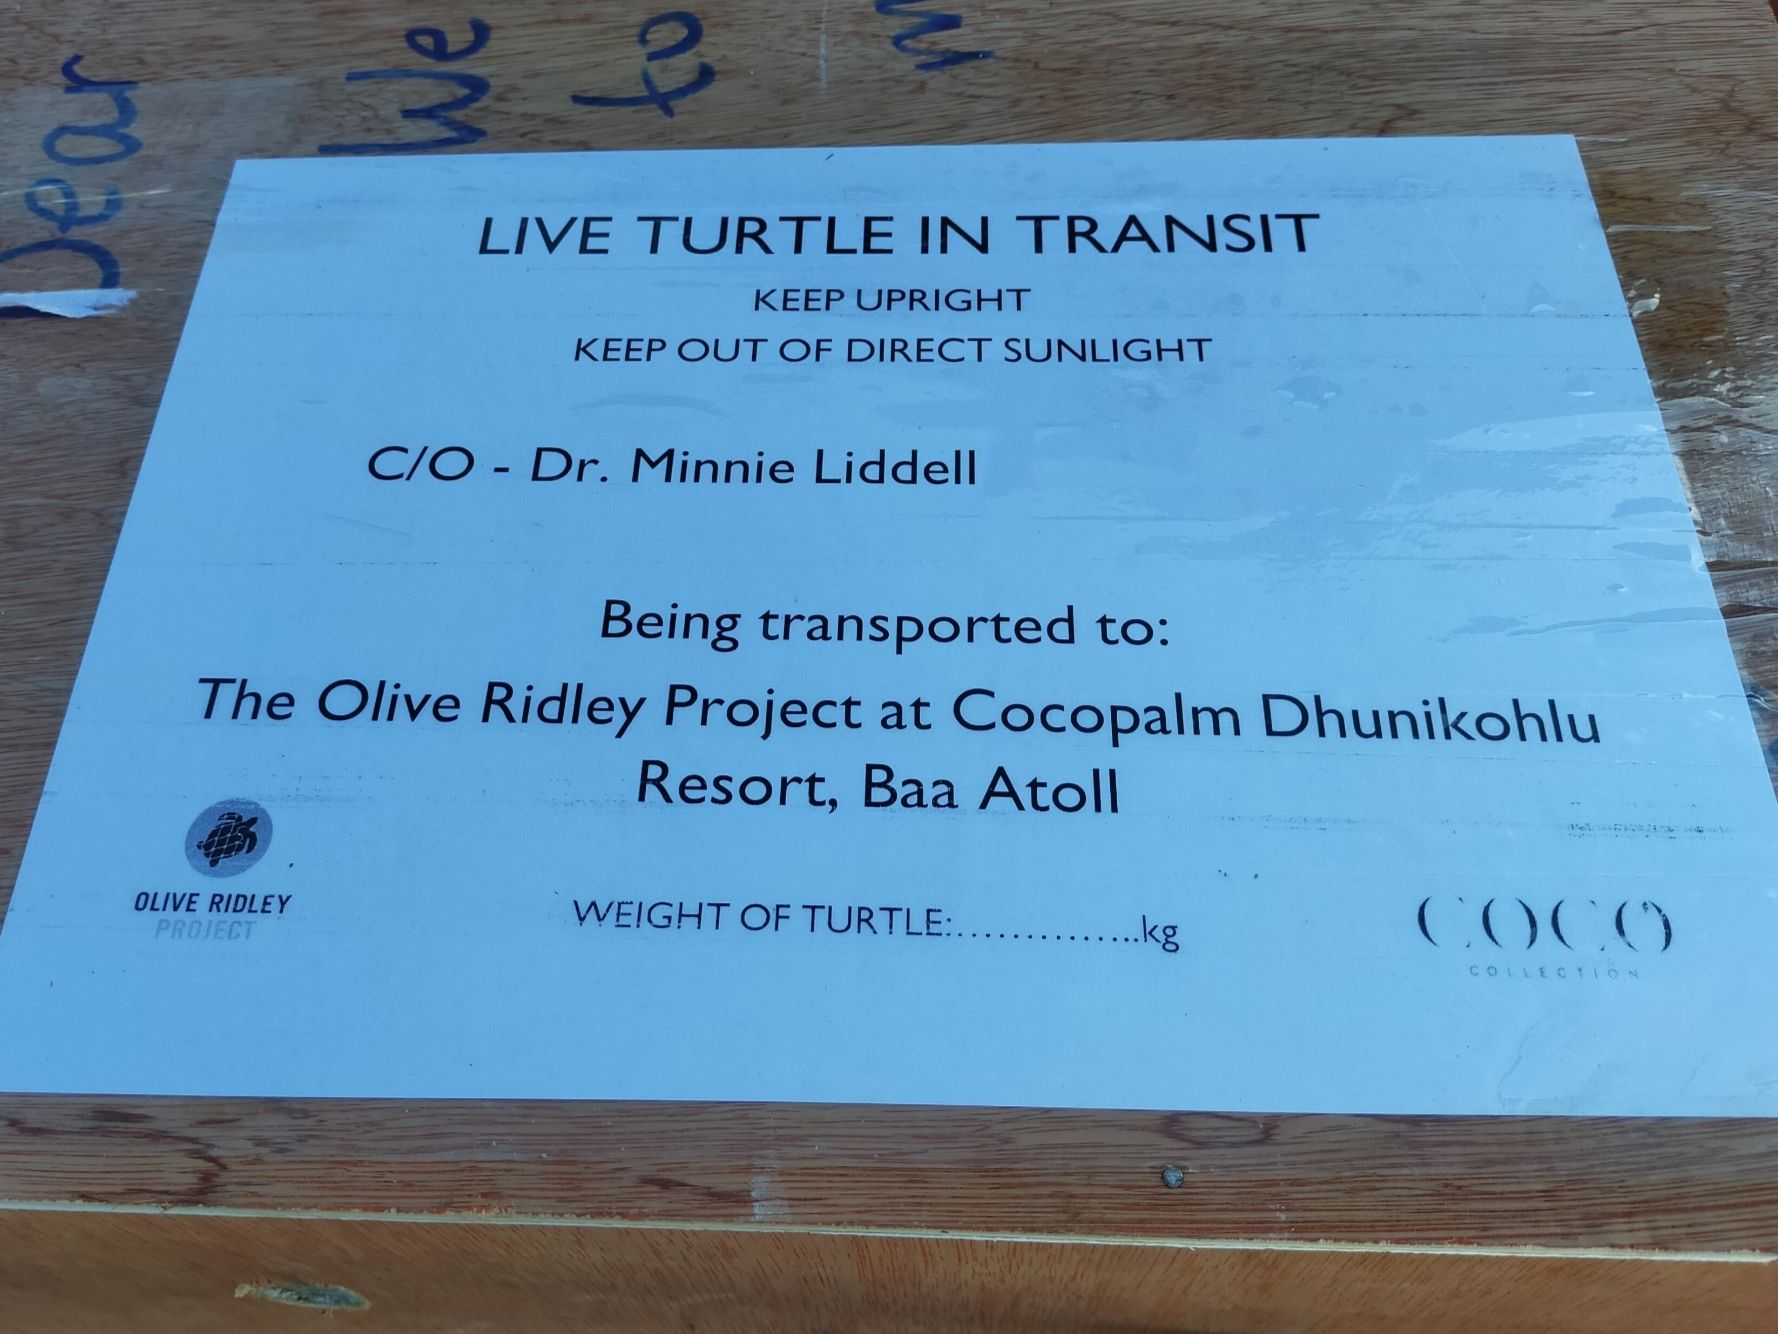 Dear
We
to
LIVE TURTLE IN TRANSIT
KEEP UPRIGHT
KEEP OUT OF DIRECT SUNLIGHT
C/O - Dr. Minnie Liddell
Being transported to:
The Olive Ridley Project at Cocopalm Dhunikohlu
Resort, Baa Atoll
OLIVE RIDLEY
PROJECT
WEIGHT OF TURTLE:...............kg
COCO
COLLECTION